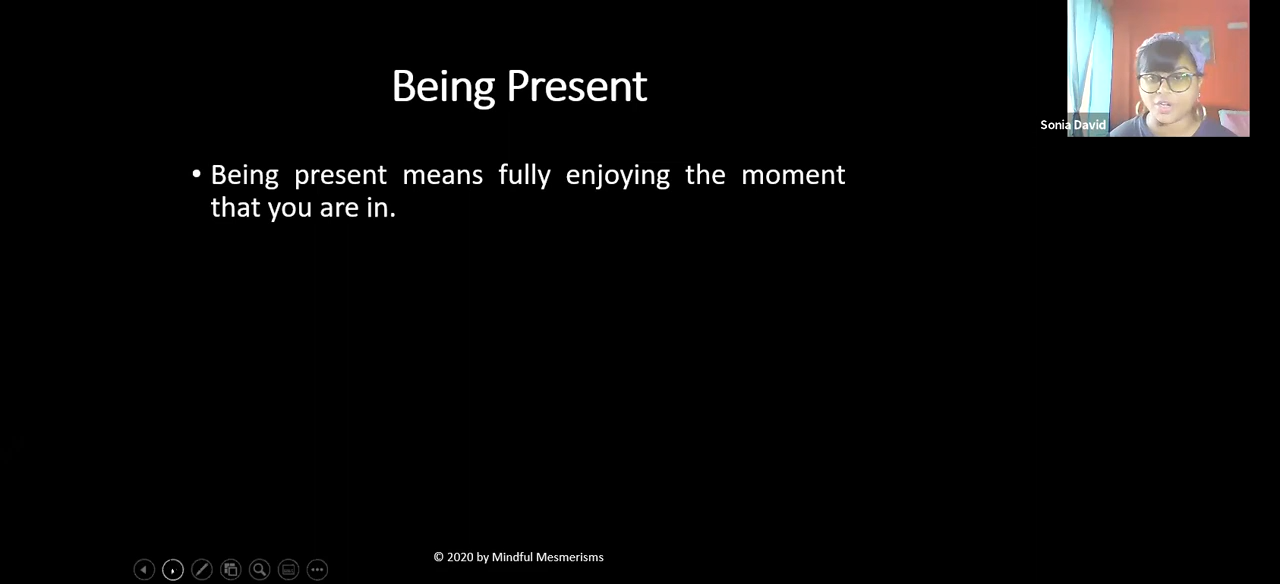 Being Present
Sonia David
• Being present means fully enjoying the moment
that you are in.
© 2020 by Mindful Mesmerisms